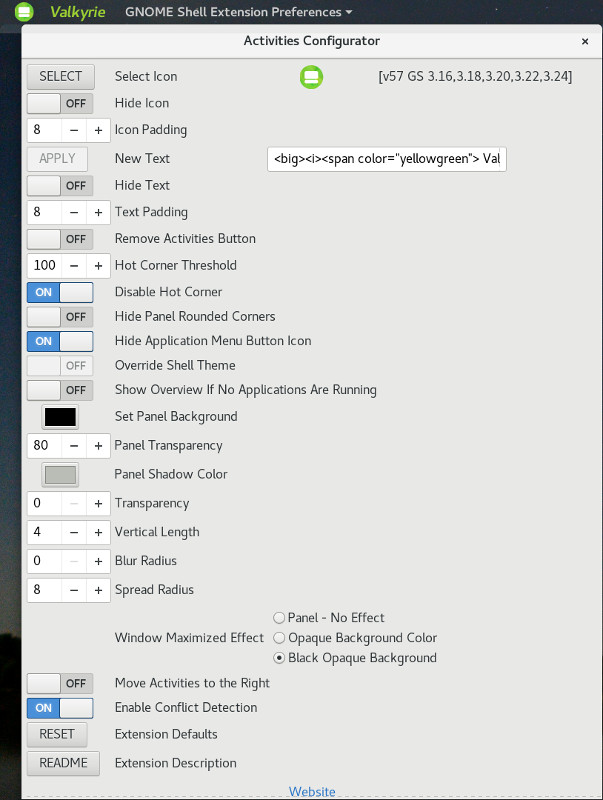 Valkyrie GNOME Shell Extension Preferences
Activities Configurator ×
SELECT Select Icon [v57 GS 3.16,3.18,3.20,3.22,3.24]
OFF Hide Icon
8 − + Icon Padding
APPLY New Text <big><i><span color="yellowgreen"> Val
OFF Hide Text
8 − + Text Padding
OFF Remove Activities Button
100 − + Hot Corner Threshold
ON Disable Hot Corner
OFF Hide Panel Rounded Corners
ON Hide Application Menu Button Icon
OFF Override Shell Theme
OFF Show Overview If No Applications Are Running
Set Panel Background
80 − + Panel Transparency
Panel Shadow Color
0 − + Transparency
4 − + Vertical Length
0 − + Blur Radius
8 − + Spread Radius
Panel - No Effect
Window Maximized Effect Opaque Background Color
Black Opaque Background
OFF Move Activities to the Right
ON Enable Conflict Detection
RESET Extension Defaults
README Extension Description
Website